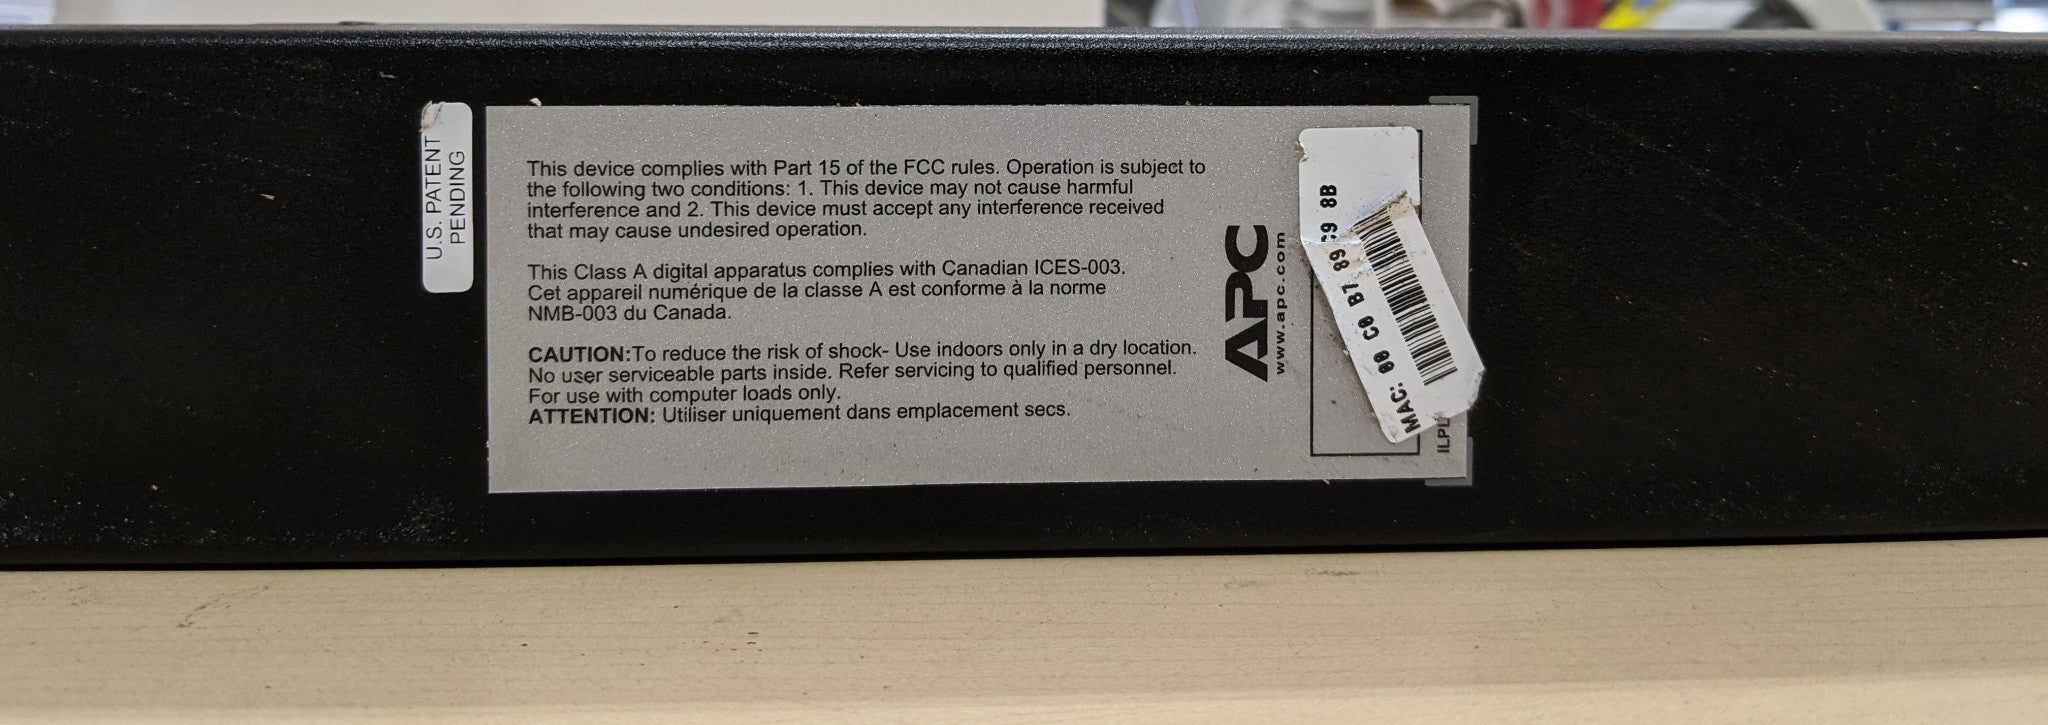 U.S. PATENT
PENDING
This device complies with Part 15 of the FCC rules. Operation is subject to
the following two conditions: 1. This device may not cause harmful
interference and 2. This device must accept any interference received
that may cause undesired operation.
This Class A digital apparatus complies with Canadian ICES-003.
Cet appareil numérique de la classe A est conforme à la norme
NMB-003 du Canada.
CAUTION:To reduce the risk of shock- Use indoors only in a dry location.
No user serviceable parts inside. Refer servicing to qualified personnel.
For use with computer loads only.
ATTENTION: Utiliser uniquement dans emplacement secs.
APC
www.apc.com
MAC: 00 C0 B7 8B